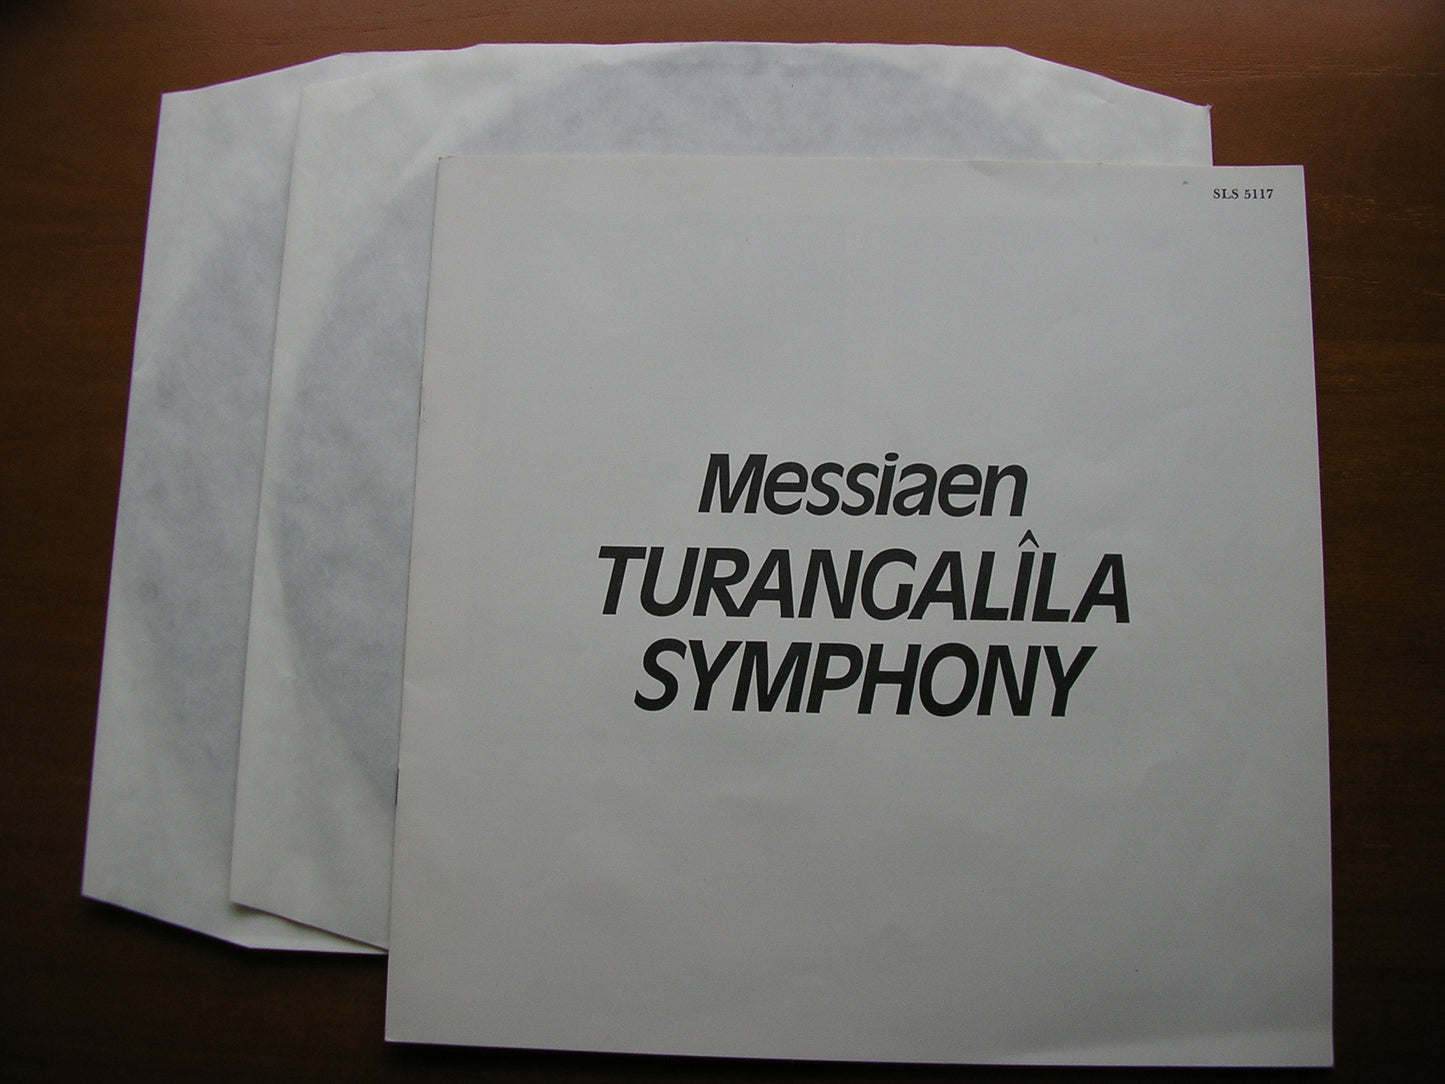 SLS 5117
Messiaen
TURANGALÎLA
SYMPHONY